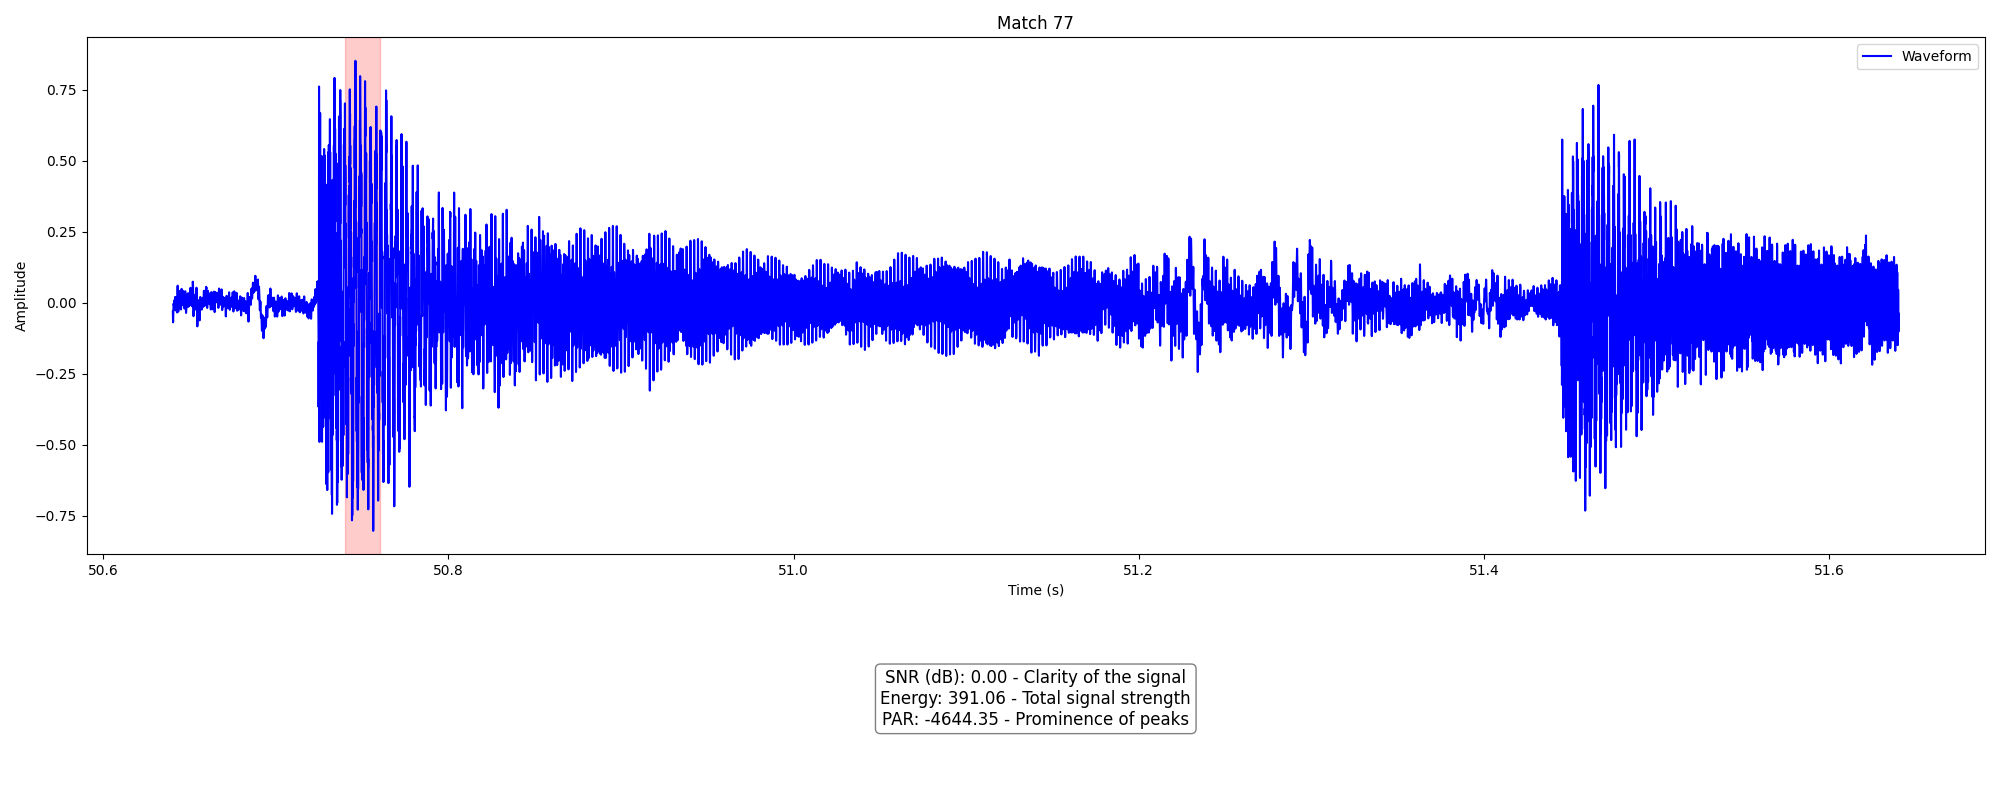 Match 77
Waveform
0.75
0.50
0.25
0.00
−0.25
−0.50
−0.75
Amplitude
50.6 50.8 51.0 51.2 51.4 51.6
Time (s)
SNR (dB): 0.00 - Clarity of the signal
Energy: 391.06 - Total signal strength
PAR: -4644.35 - Prominence of peaks